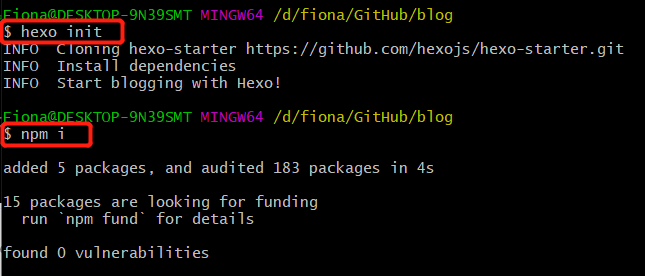 Fiona@DESKTOP-9N39SMT MINGW64 /d/fiona/GitHub/blog
$ hexo init
INFO  Cloning hexo-starter https://github.com/hexojs/hexo-starter.git
INFO  Install dependencies
INFO  Start blogging with Hexo!
Fiona@DESKTOP-9N39SMT MINGW64 /d/fiona/GitHub/blog
$ npm i
added 5 packages, and audited 183 packages in 4s
15 packages are looking for funding
  run `npm fund` for details
found 0 vulnerabilities